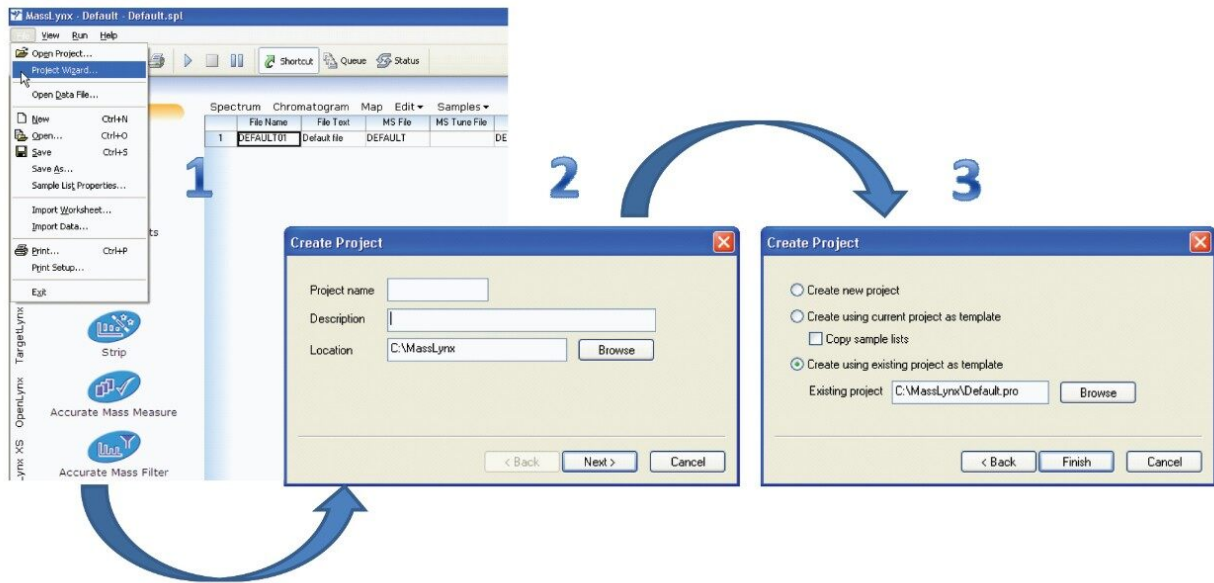 MassLynx - Default - Default.spl
View Run Help
Shortcut Queue Status
Open Project...
Project Wizard...
Open Data File...
New Ctrl+N
Open... Ctrl+O
Save Ctrl+S
Save As...
Sample List Properties...
Import Worksheet...
Import Data...
Print... Ctrl+P
Print Setup...
Exit
Spectrum Chromatogram Map Edit Samples
File Name File Text MS File MS Tune File
1 DEFAULT01 Default file DEFAULT DE
ts
TargetLynx
OpenLynx
Lynx XS
Strip
Accurate Mass Measure
Accurate Mass Filter
1
2
3
Create Project
Project name
Description
Location C:\MassLynx Browse
< Back Next > Cancel
Create Project
Create new project
Create using current project as template
Copy sample lists
Create using existing project as template
Existing project C:\MassLynx\Default.pro Browse
< Back Finish Cancel